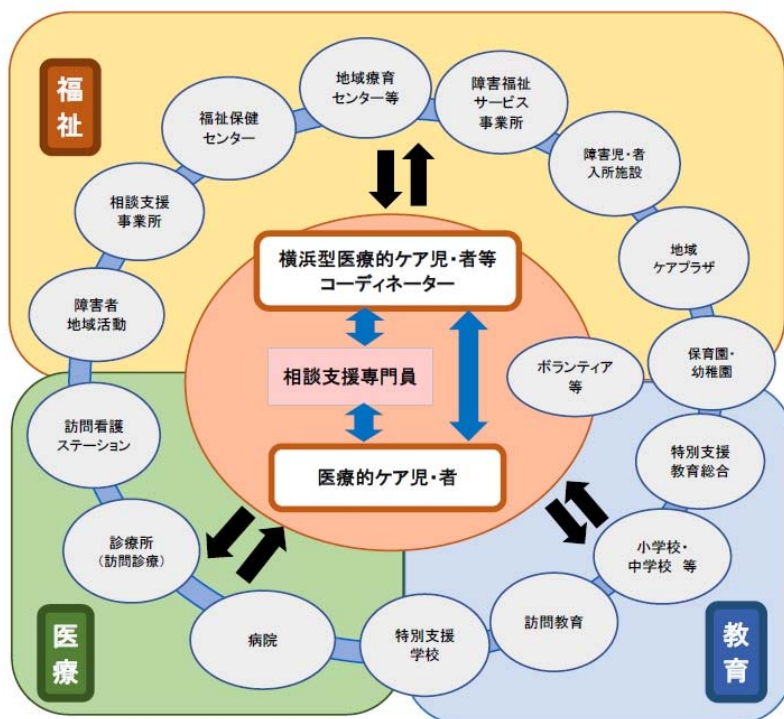 福祉
地域療育
センター等
障害福祉
サービス
事業所
福祉保健
センター
障害児・者
入所施設
相談支援
事業所
地域
ケアプラザ
横浜型医療的ケア児・者等
コーディネーター
障害者
地域活動
相談支援専門員
ボランティア
等
保育園・
幼稚園
訪問看護
ステーション
医療的ケア児・者
特別支援
教育総合
診療所
（訪問診療）
小学校・
中学校 等
病院
特別支援
学校
訪問教育
医療
教育